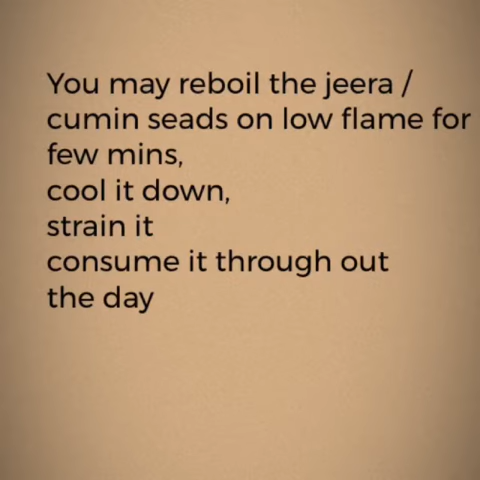 You may reboil the jeera /
cumin seads on low flame for
few mins,
cool it down,
strain it
consume it through out
the day